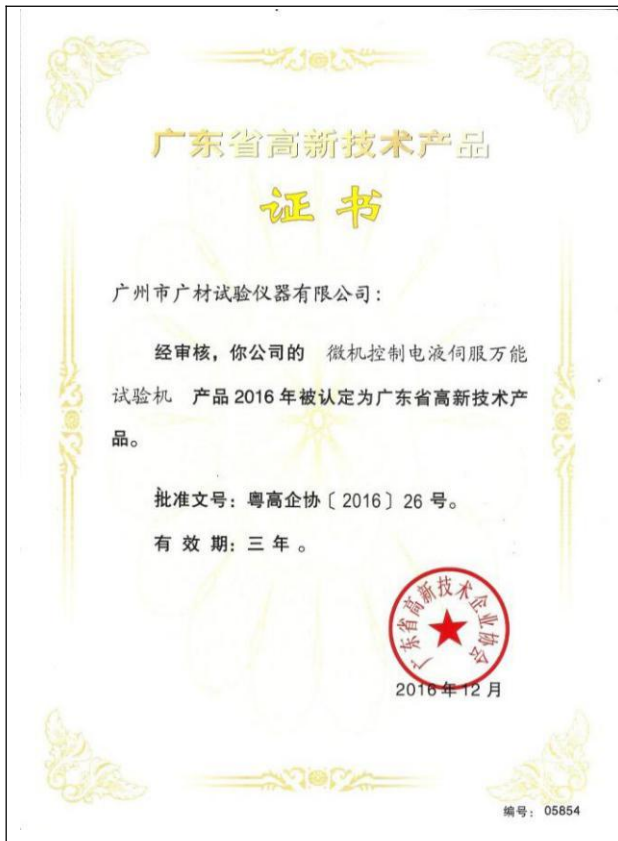 广东省高新技术产品
证书
广州市广材试验仪器有限公司：
经审核，你公司的 微机控制电液伺服万能
试验机 产品2016年被认定为广东省高新技术产
品。
批准文号：粤高企协〔2016〕26号。
有 效 期：三 年 。
广东省高新技术企业协会
2016年12月
编号： 05854